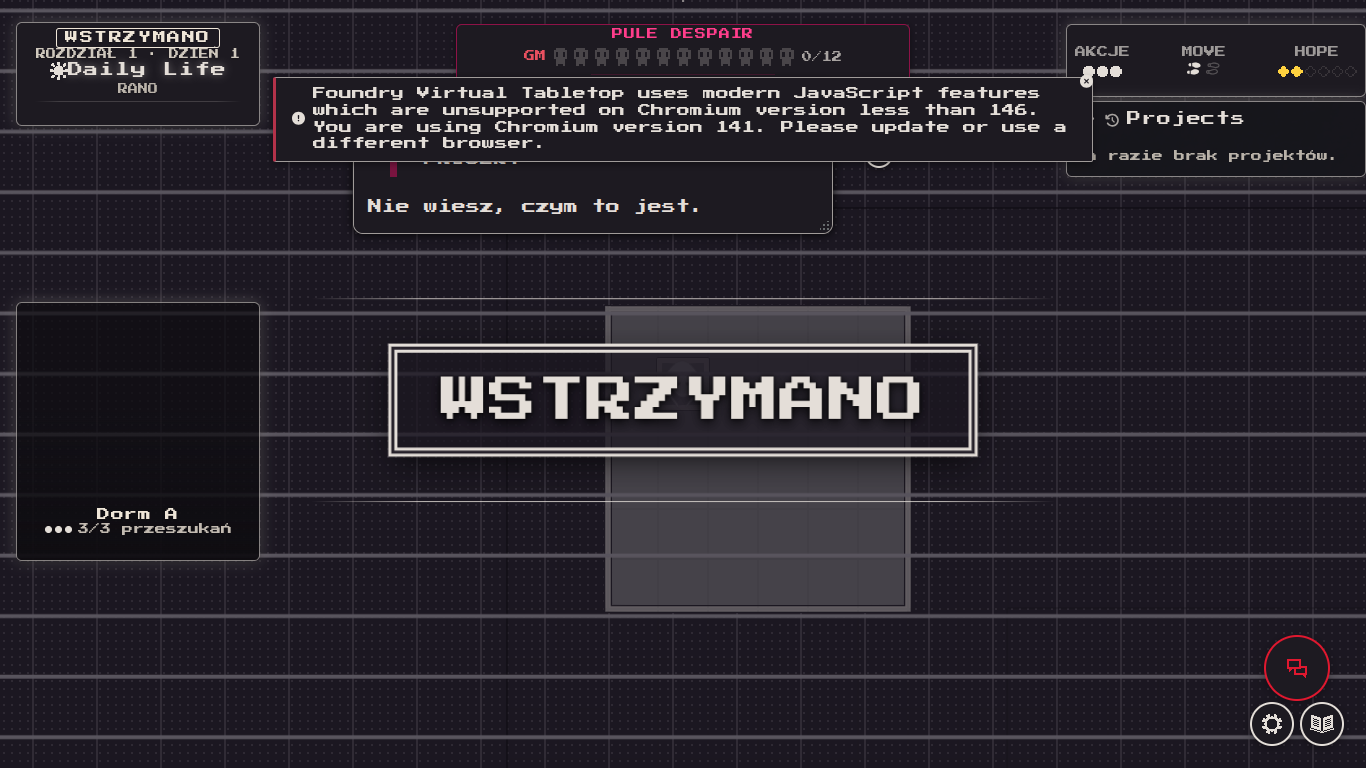 WSTRZYMANO
ROZDZIAŁ 1 · DZIEŃ 1
Daily Life
RANO
PULE DESPAIR
GM 0/12
AKCJE MOVE HOPE
Foundry Virtual Tabletop uses modern JavaScript features
which are unsupported on Chromium version less than 146.
You are using Chromium version 141. Please update or use a
different browser.
Projects
razie brak projektów.
Nie wiesz, czym to jest.
WSTRZYMANO
Dorm A
3/3 przeszukań